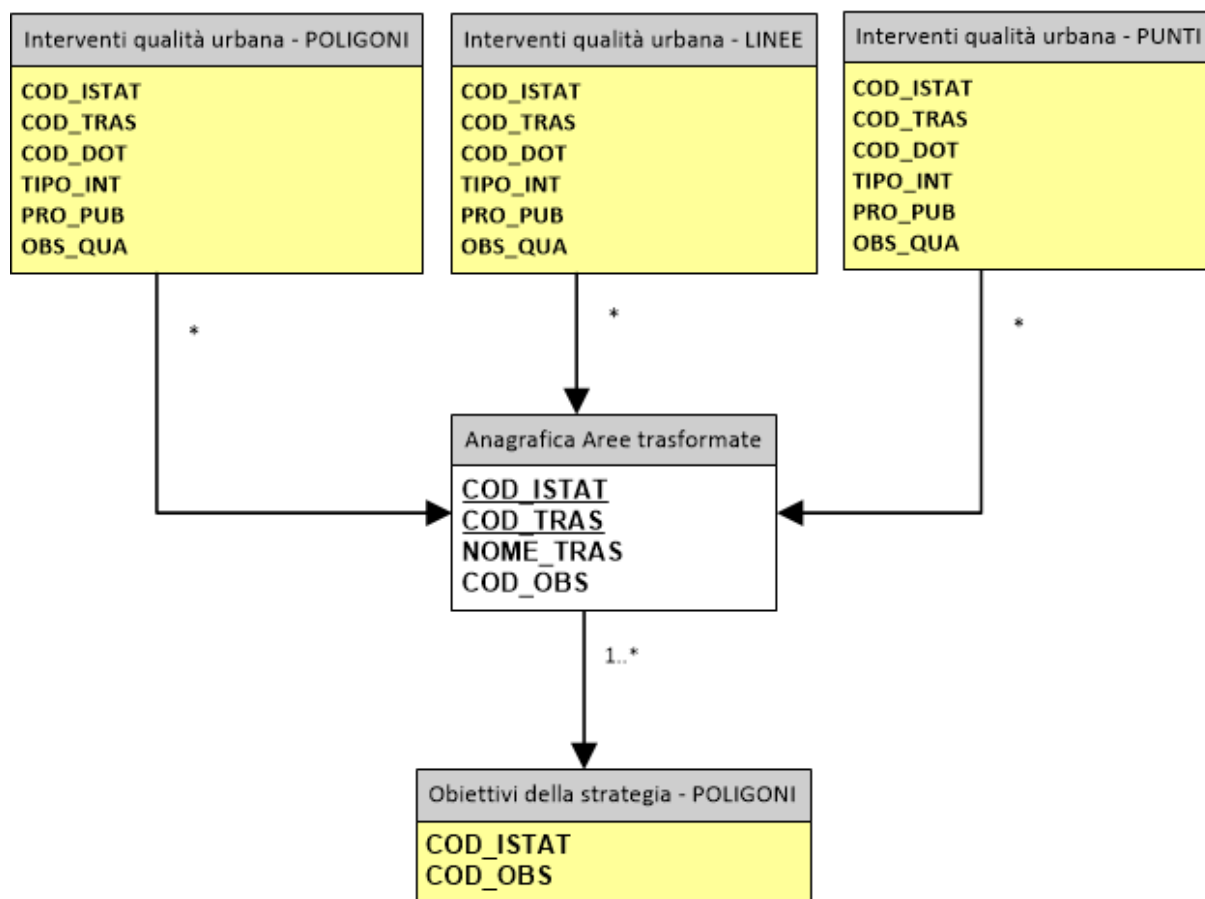 Interventi qualità urbana - POLIGONI
COD_ISTAT
COD_TRAS
COD_DOT
TIPO_INT
PRO_PUB
OBS_QUA
*
Interventi qualità urbana - LINEE
COD_ISTAT
COD_TRAS
COD_DOT
TIPO_INT
PRO_PUB
OBS_QUA
*
Interventi qualità urbana - PUNTI
COD_ISTAT
COD_TRAS
COD_DOT
TIPO_INT
PRO_PUB
OBS_QUA
*
Anagrafica Aree trasformate
COD_ISTAT
COD_TRAS
NOME_TRAS
COD_OBS
1..*
Obiettivi della strategia - POLIGONI
COD_ISTAT
COD_OBS